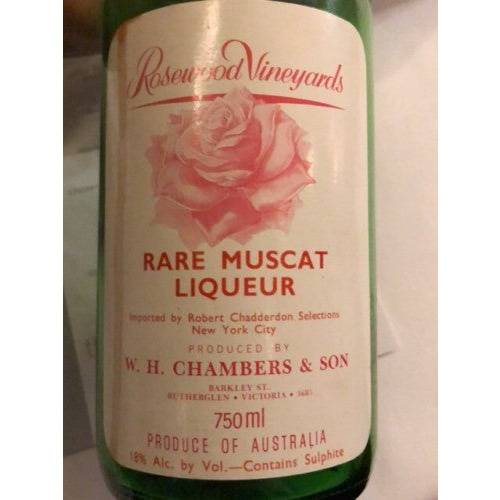 Rosewood Vineyards
RARE MUSCAT
LIQUEUR
Imported by Robert Chadderdon Selections
New York City
PRODUCED BY
W. H. CHAMBERS & SON
BARKLEY ST.
RUTHERGLEN • VICTORIA • 3685
750ml
PRODUCE OF AUSTRALIA
18% Alc. by Vol.—Contains Sulphite